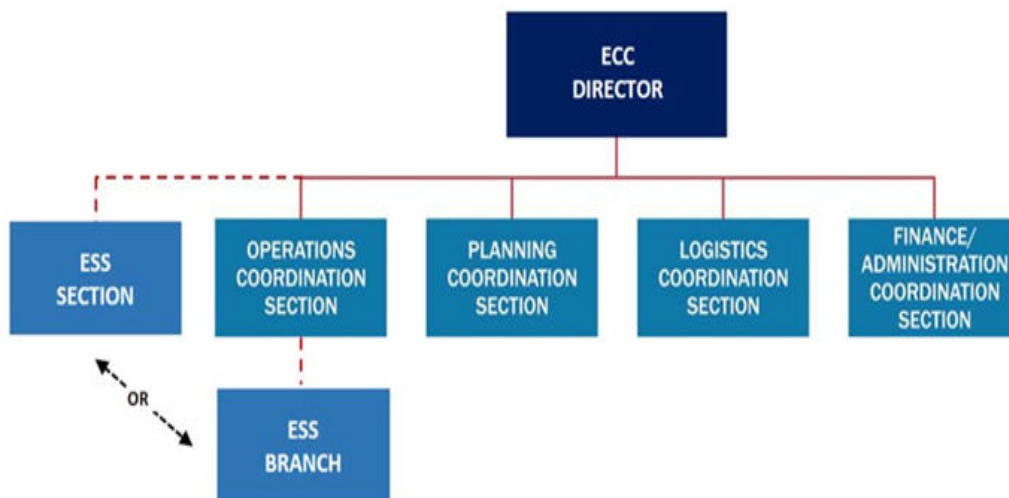 ECC
DIRECTOR
ESS
SECTION
OPERATIONS
COORDINATION
SECTION
PLANNING
COORDINATION
SECTION
LOGISTICS
COORDINATION
SECTION
FINANCE/
ADMINISTRATION
COORDINATION
SECTION
OR
ESS
BRANCH